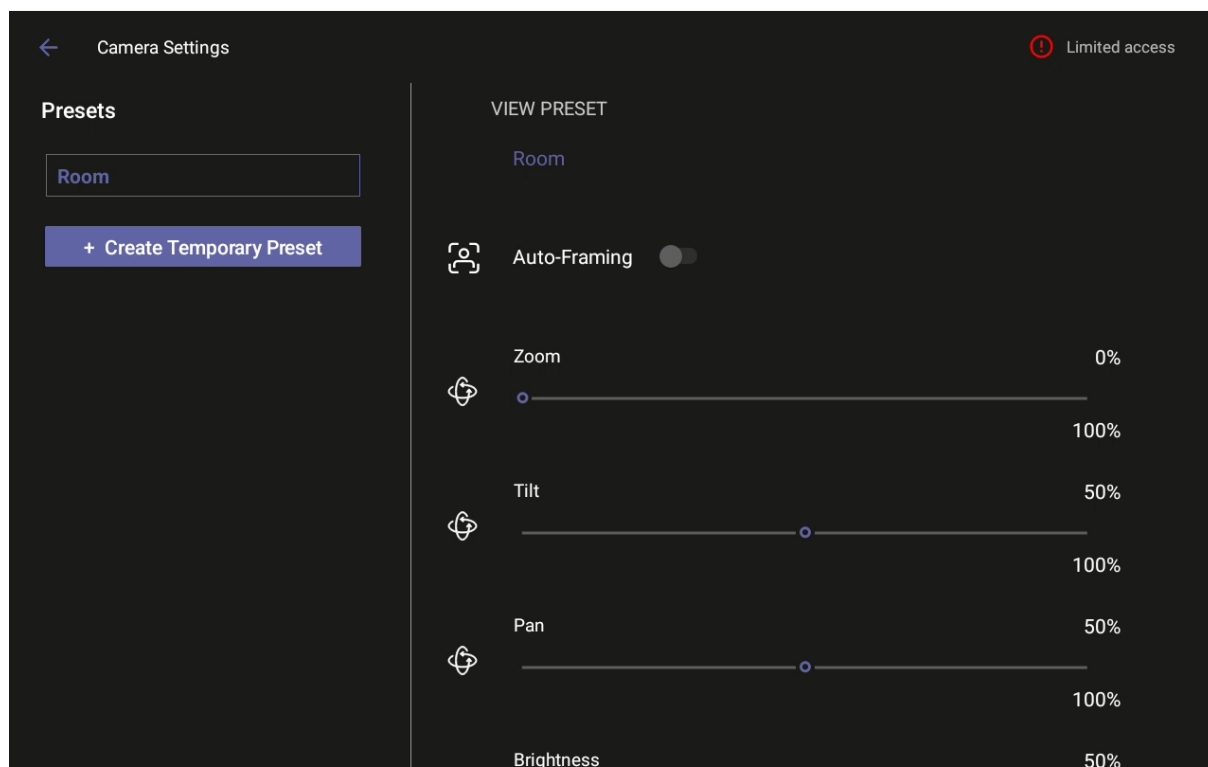 Camera Settings
Limited access
Presets
Room
+ Create Temporary Preset
VIEW PRESET
Room
Auto-Framing
Zoom 0%
100%
Tilt 50%
100%
Pan 50%
100%
Brightness 50%